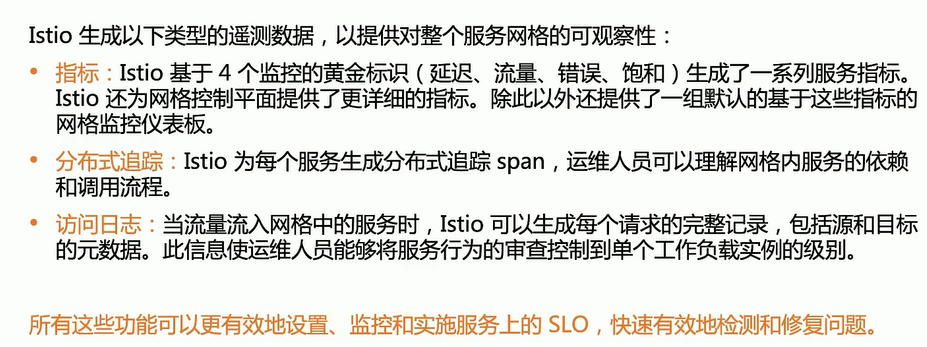 Istio 生成以下类型的遥测数据，以提供对整个服务网格的可观察性：
• 指标：Istio 基于 4 个监控的黄金标识（延迟、流量、错误、饱和）生成了一系列服务指标。
Istio 还为网格控制平面提供了更详细的指标。除此以外还提供了一组默认的基于这些指标的
网格监控仪表板。
• 分布式追踪：Istio 为每个服务生成分布式追踪 span，运维人员可以理解网格内服务的依赖
和调用流程。
• 访问日志：当流量流入网格中的服务时，Istio 可以生成每个请求的完整记录，包括源和目标
的元数据。此信息使运维人员能够将服务行为的审查控制到单个工作负载实例的级别。
所有这些功能可以更有效地设置、监控和实施服务上的 SLO，快速有效地检测和修复问题。